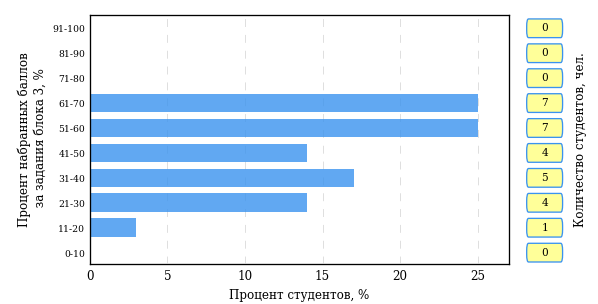 Процент набранных баллов
за задания блока 3, %
91-100 0
81-90 0
71-80 0
61-70 7
51-60 7
41-50 4
31-40 5
21-30 4
11-20 1
0-10 0
0 5 10 15 20 25
Процент студентов, %
Количество студентов, чел.